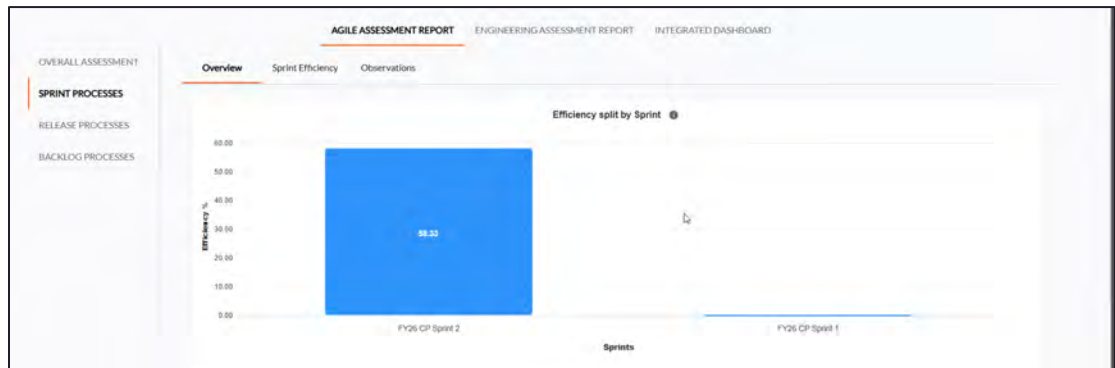 AGILE ASSESSMENT REPORT ENGINEERING ASSESSMENT REPORT INTEGRATED DASHBOARD
OVERALL ASSESSMENT
SPRINT PROCESSES
RELEASE PROCESSES
BACKLOG PROCESSES
Overview Sprint Efficiency Observations
Efficiency split by Sprint
Efficiency %
60.00
50.00
40.00
30.00
20.00
10.00
0.00
58.33
FY26 CP Sprint 2 FY26 CP Sprint 1
Sprints